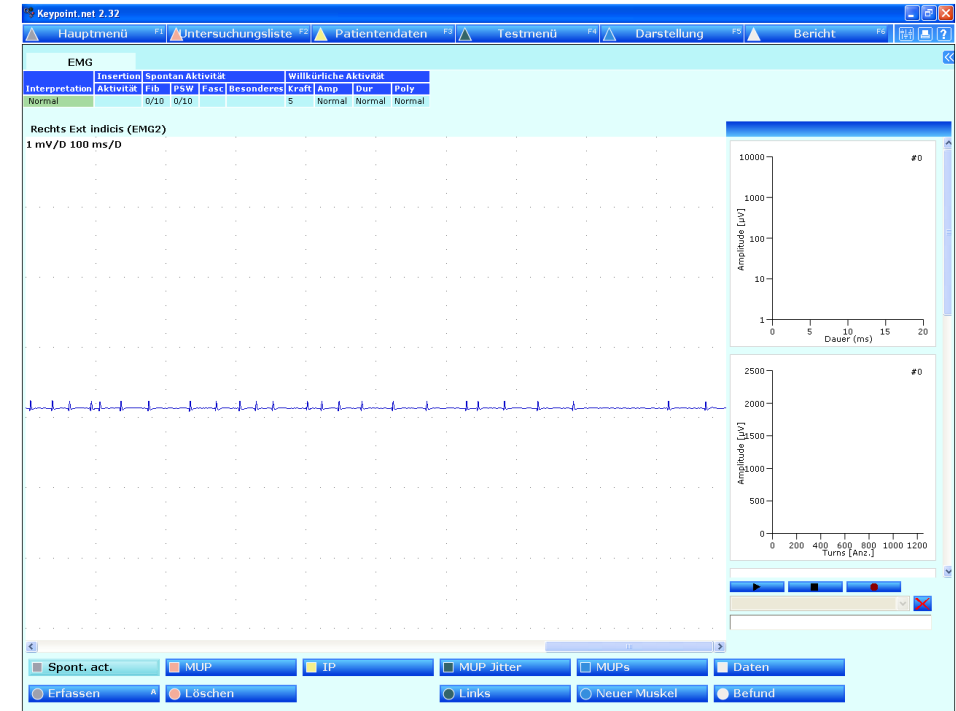 Keypoint.net 2.32
Hauptmenü F1 Untersuchungsliste F2 Patientendaten F3 Testmenü F4 Darstellung F5 Bericht F6 ?
EMG
Insertion Spontan Aktivität Willkürliche Aktivität
Interpretation Aktivität Fib PSW Fasc Besonderes Kraft Amp Dur Poly
Normal 0/10 0/10 5 Normal Normal Normal
Rechts Ext indicis (EMG2)
1 mV/D 100 ms/D
#0
10000
1000
100
10
1
Amplitude [µV]
0 5 10 15 20
Dauer (ms)
#0
2500
2000
1500
1000
500
0
Amplitude [µV]
0 200 400 600 800 1000 1200
Turns [Anz.]
Spont. act. MUP IP MUP Jitter MUPs Daten
Erfassen A Löschen Links Neuer Muskel Befund